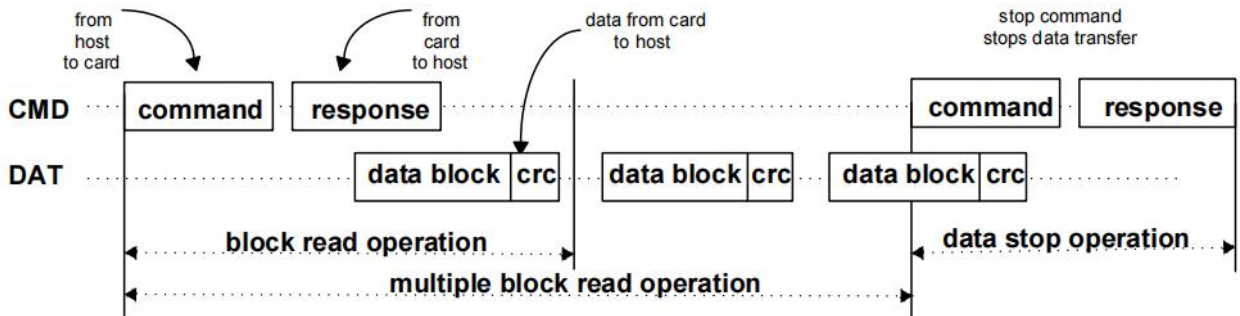 from
host
to card
from
card
to host
data from card
to host
stop command
stops data transfer
CMD
command
response
command
response
DAT
data block
crc
data block
crc
data block
crc
block read operation
data stop operation
multiple block read operation